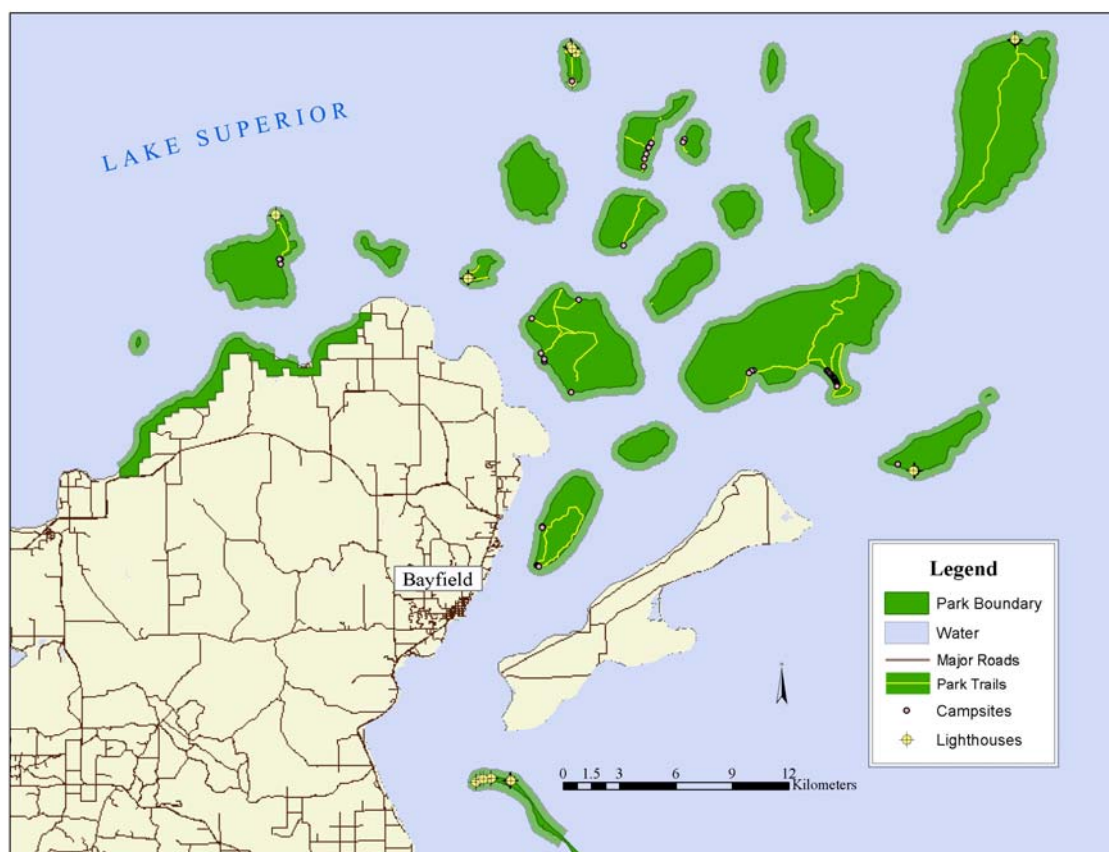 LAKE SUPERIOR
Bayfield
Legend
Park Boundary
Water
Major Roads
Park Trails
Campsites
Lighthouses
0 1.5 3 6 9 12
Kilometers